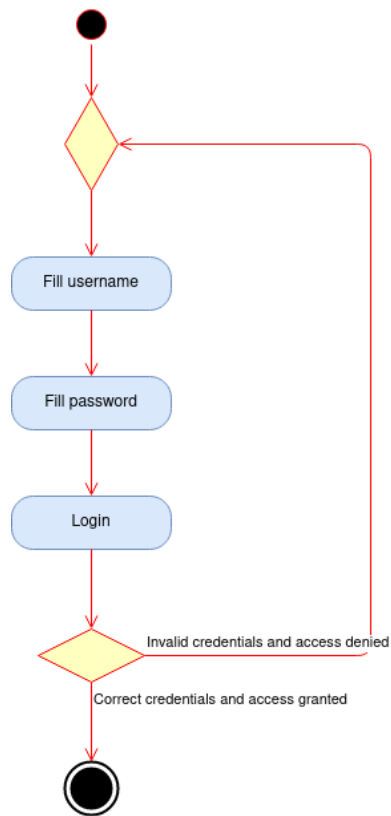 Fill username
Fill password
Login
Invalid credentials and access denied
Correct credentials and access granted